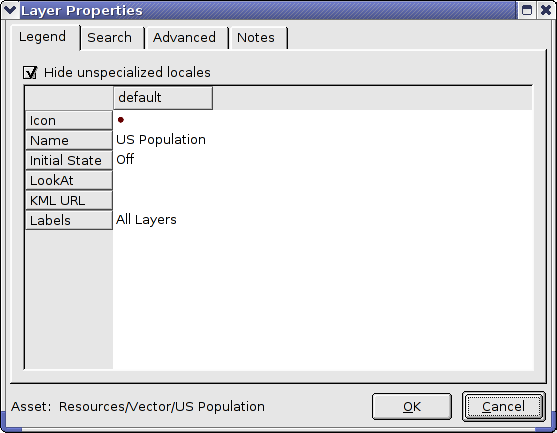 Layer Properties
Legend Search Advanced Notes
Hide unspecialized locales
default
Icon
Name US Population
Initial State Off
LookAt
KML URL
Labels All Layers
Asset: Resources/Vector/US Population OK Cancel